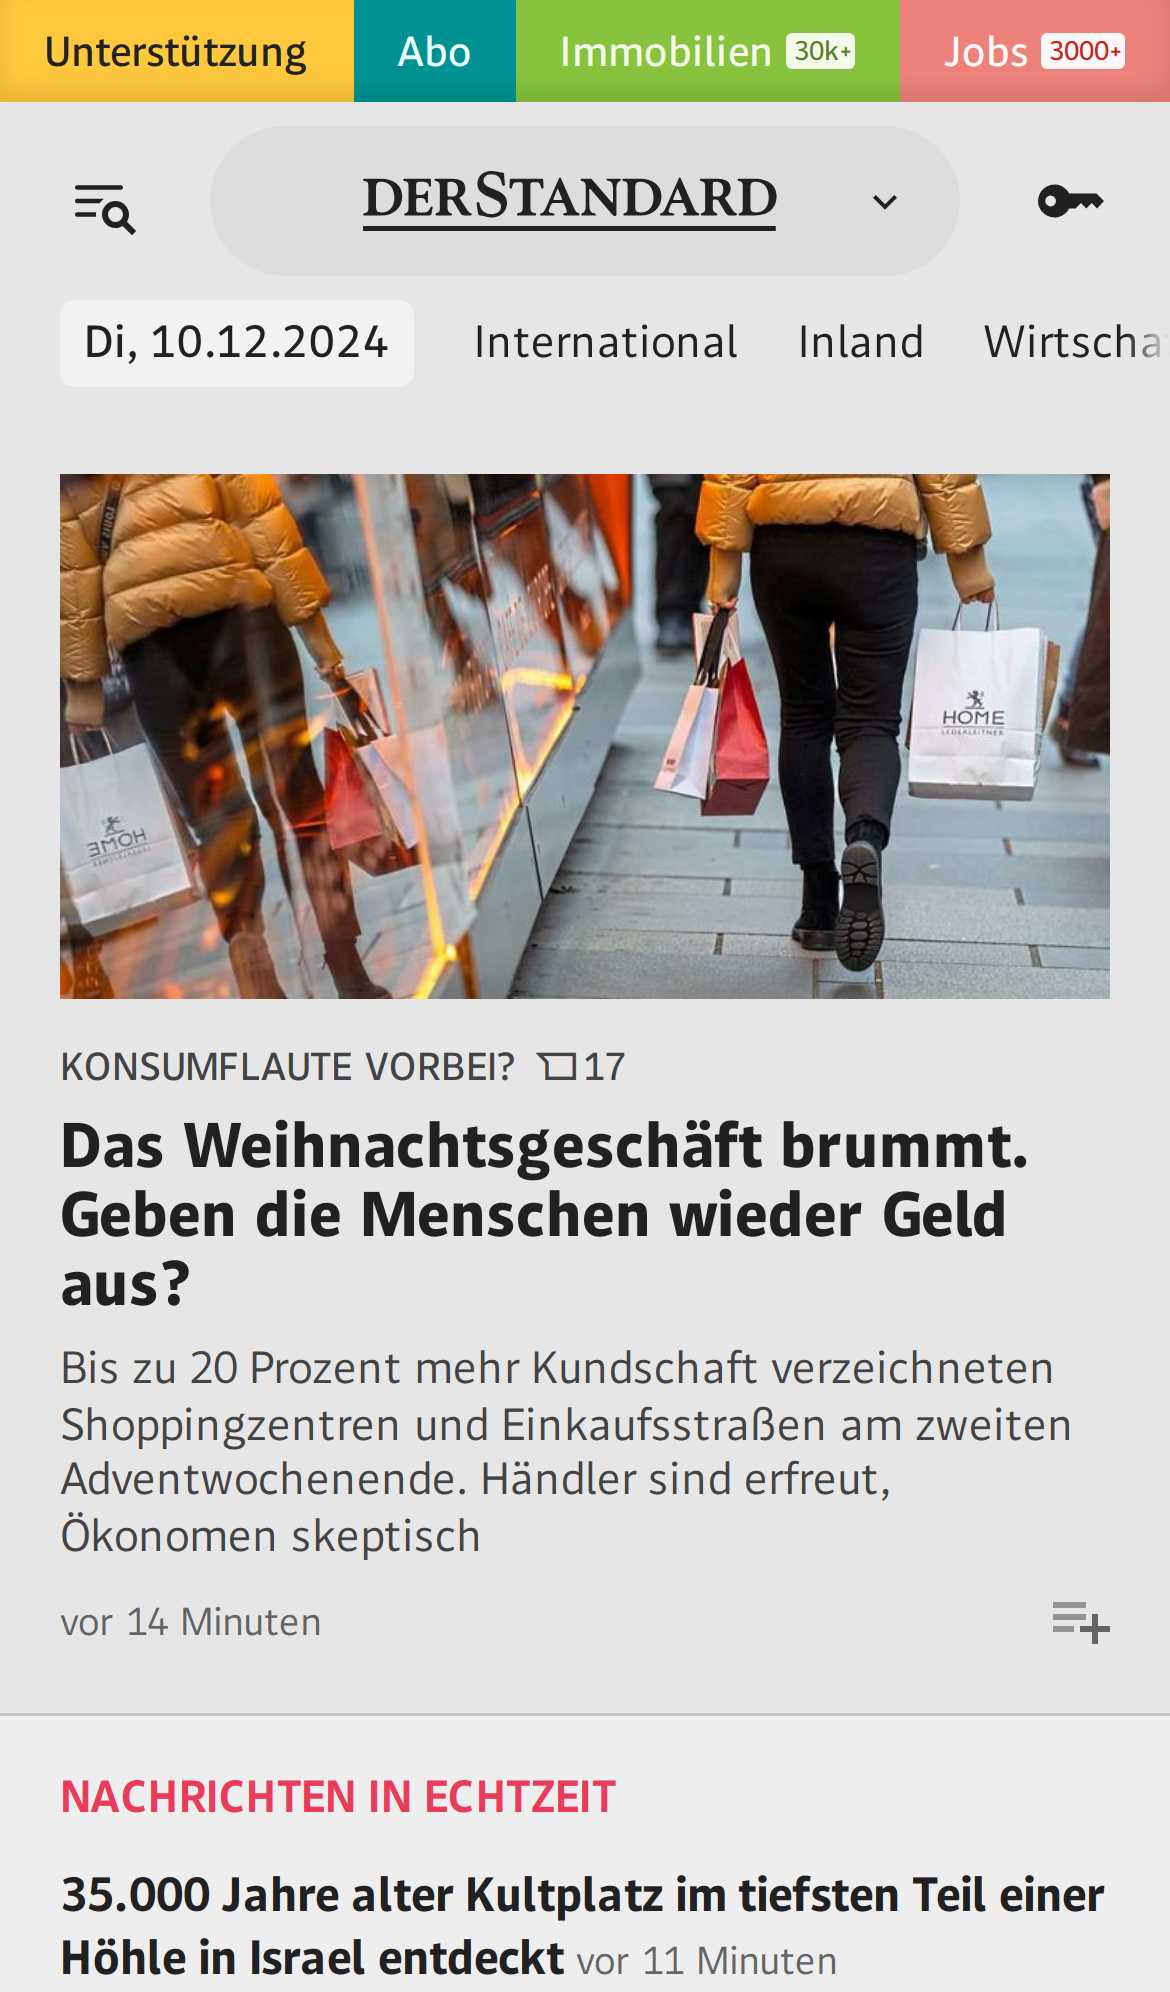 Unterstützung Abo Immobilien 30k+ Jobs 3000+
DERSTANDARD
Di, 10.12.2024 International Inland Wirtscha
HOME
LEDERLEITNER
HOME
KONSUMFLAUTE VORBEI? 17
Das Weihnachtsgeschäft brummt.
Geben die Menschen wieder Geld
aus?
Bis zu 20 Prozent mehr Kundschaft verzeichneten
Shoppingzentren und Einkaufsstraßen am zweiten
Adventwochenende. Händler sind erfreut,
Ökonomen skeptisch
vor 14 Minuten
NACHRICHTEN IN ECHTZEIT
35.000 Jahre alter Kultplatz im tiefsten Teil einer
Höhle in Israel entdeckt vor 11 Minuten